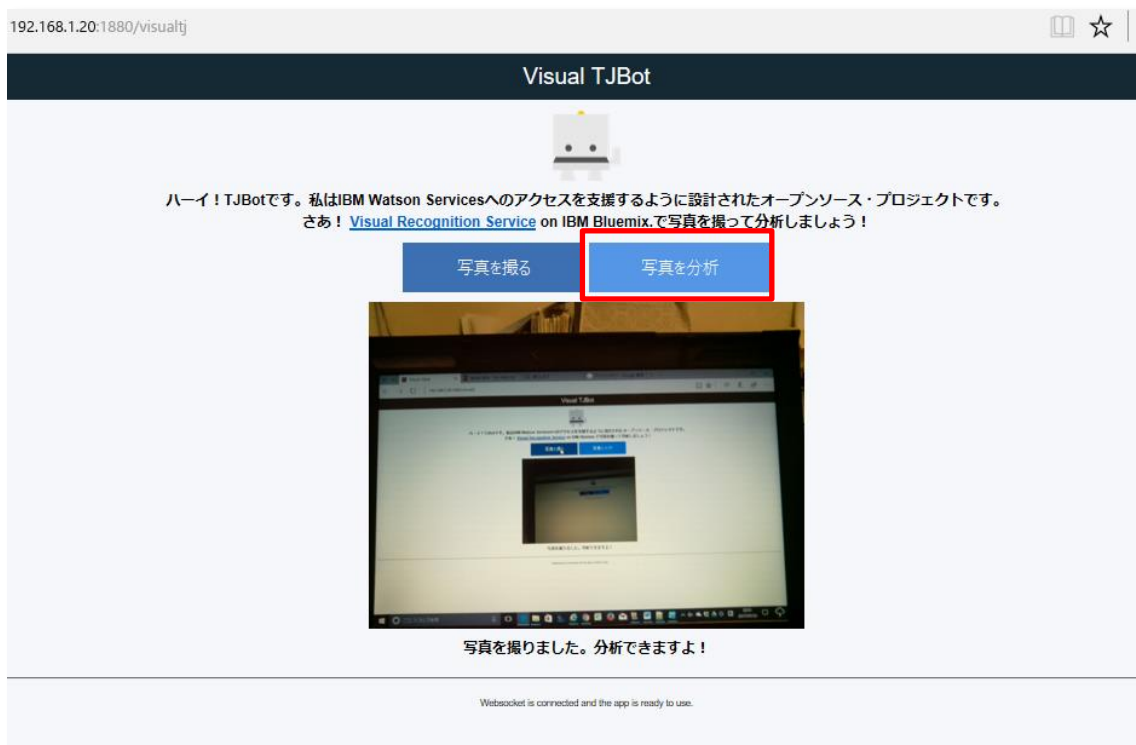 192.168.1.20:1880/visualtj
Visual TJBot
ハーイ！TJBotです。私はIBM Watson Servicesへのアクセスを支援するように設計されたオープンソース・プロジェクトです。
さあ！ Visual Recognition Service on IBM Bluemix.で写真を撮って分析しましょう！
写真を撮る
写真を分析
Visual TJBot
写真を撮りました。分析できますよ！
Websocket is connected and the app is ready to use.